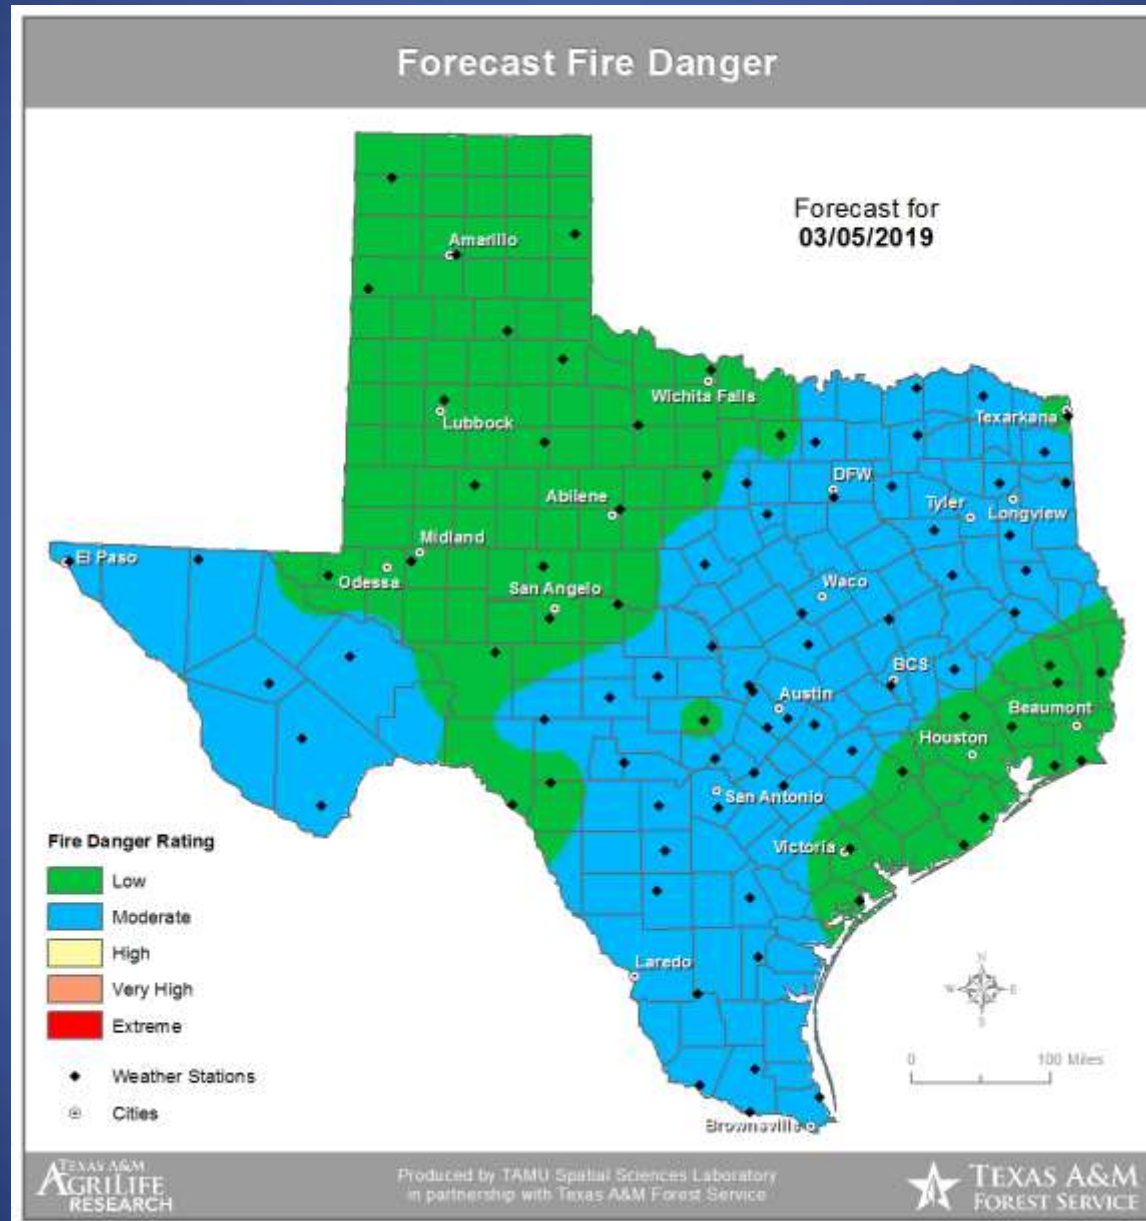 Forecast Fire Danger
Forecast for
03/05/2019
Amarillo
Wichita Falls
Lubbock
Texarkana
DFW
Abilene
Tyler
Longview
Midland
El Paso
Odessa
San Angelo
Waco
BCS
Austin
Beaumont
Houston
San Antonio
Victoria
Laredo
Brownsville
Fire Danger Rating
Low
Moderate
High
Very High
Extreme
Weather Stations
Cities
N
W
E
S
0
100 Miles
TEXAS A&M
AGRILIFE
RESEARCH
Produced by TAMU Spatial Sciences Laboratory
in partnership with Texas A&M Forest Service
TEXAS A&M
FOREST SERVICE